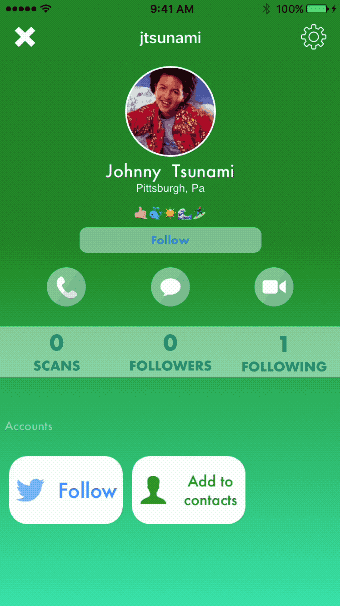 9:41 AM 100%
jtsunami
Johnny Tsunami
Pittsburgh, Pa
Follow
0 0 1
SCANS FOLLOWERS FOLLOWING
Accounts
Follow
Add to
contacts